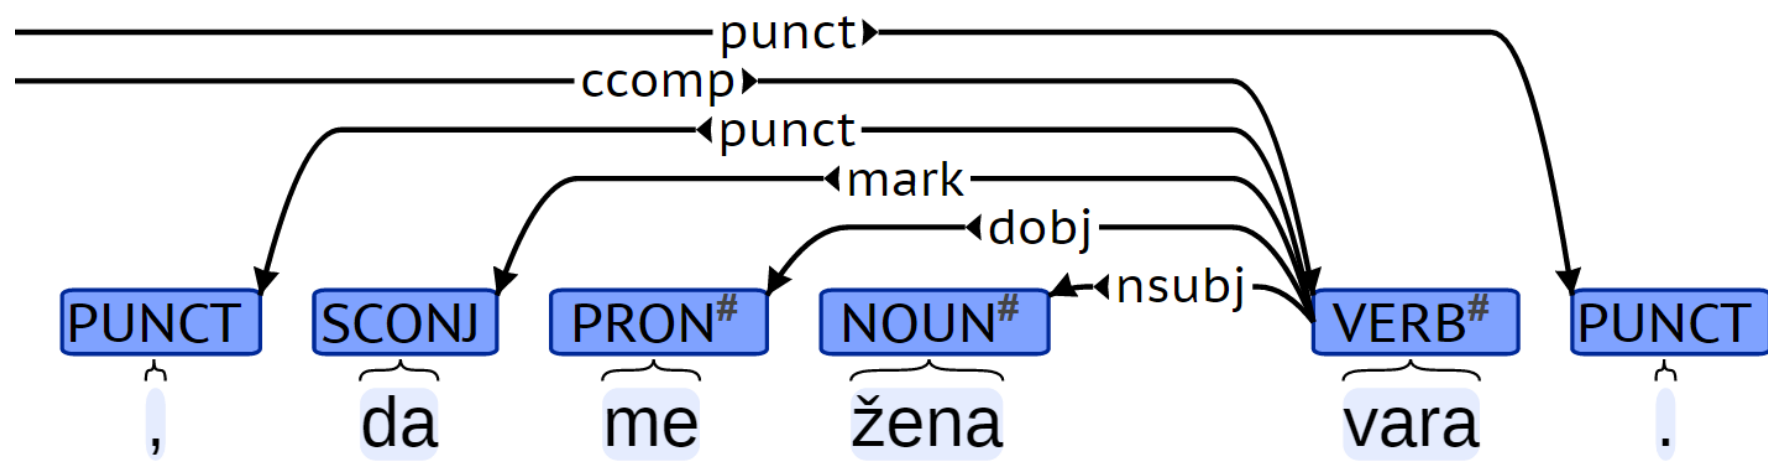 punct
ccomp
punct
mark
dobj
nsubj
PUNCT SCONJ PRON# NOUN# VERB# PUNCT
, da me žena vara .